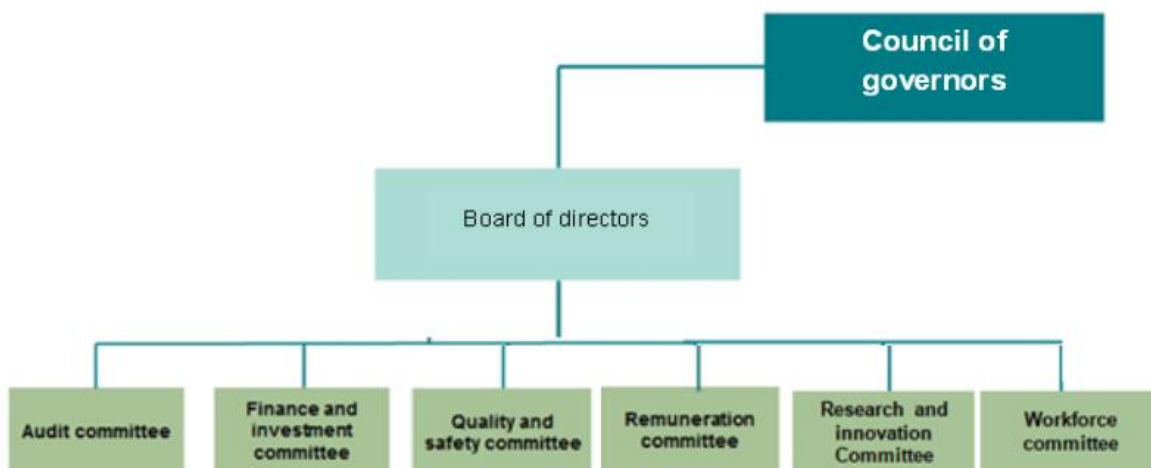 Council of
governors
Board of directors
Audit committee
Finance and
investment
committee
Quality and
safety committee
Remuneration
committee
Research and
innovation
Committee
Workforce
committee